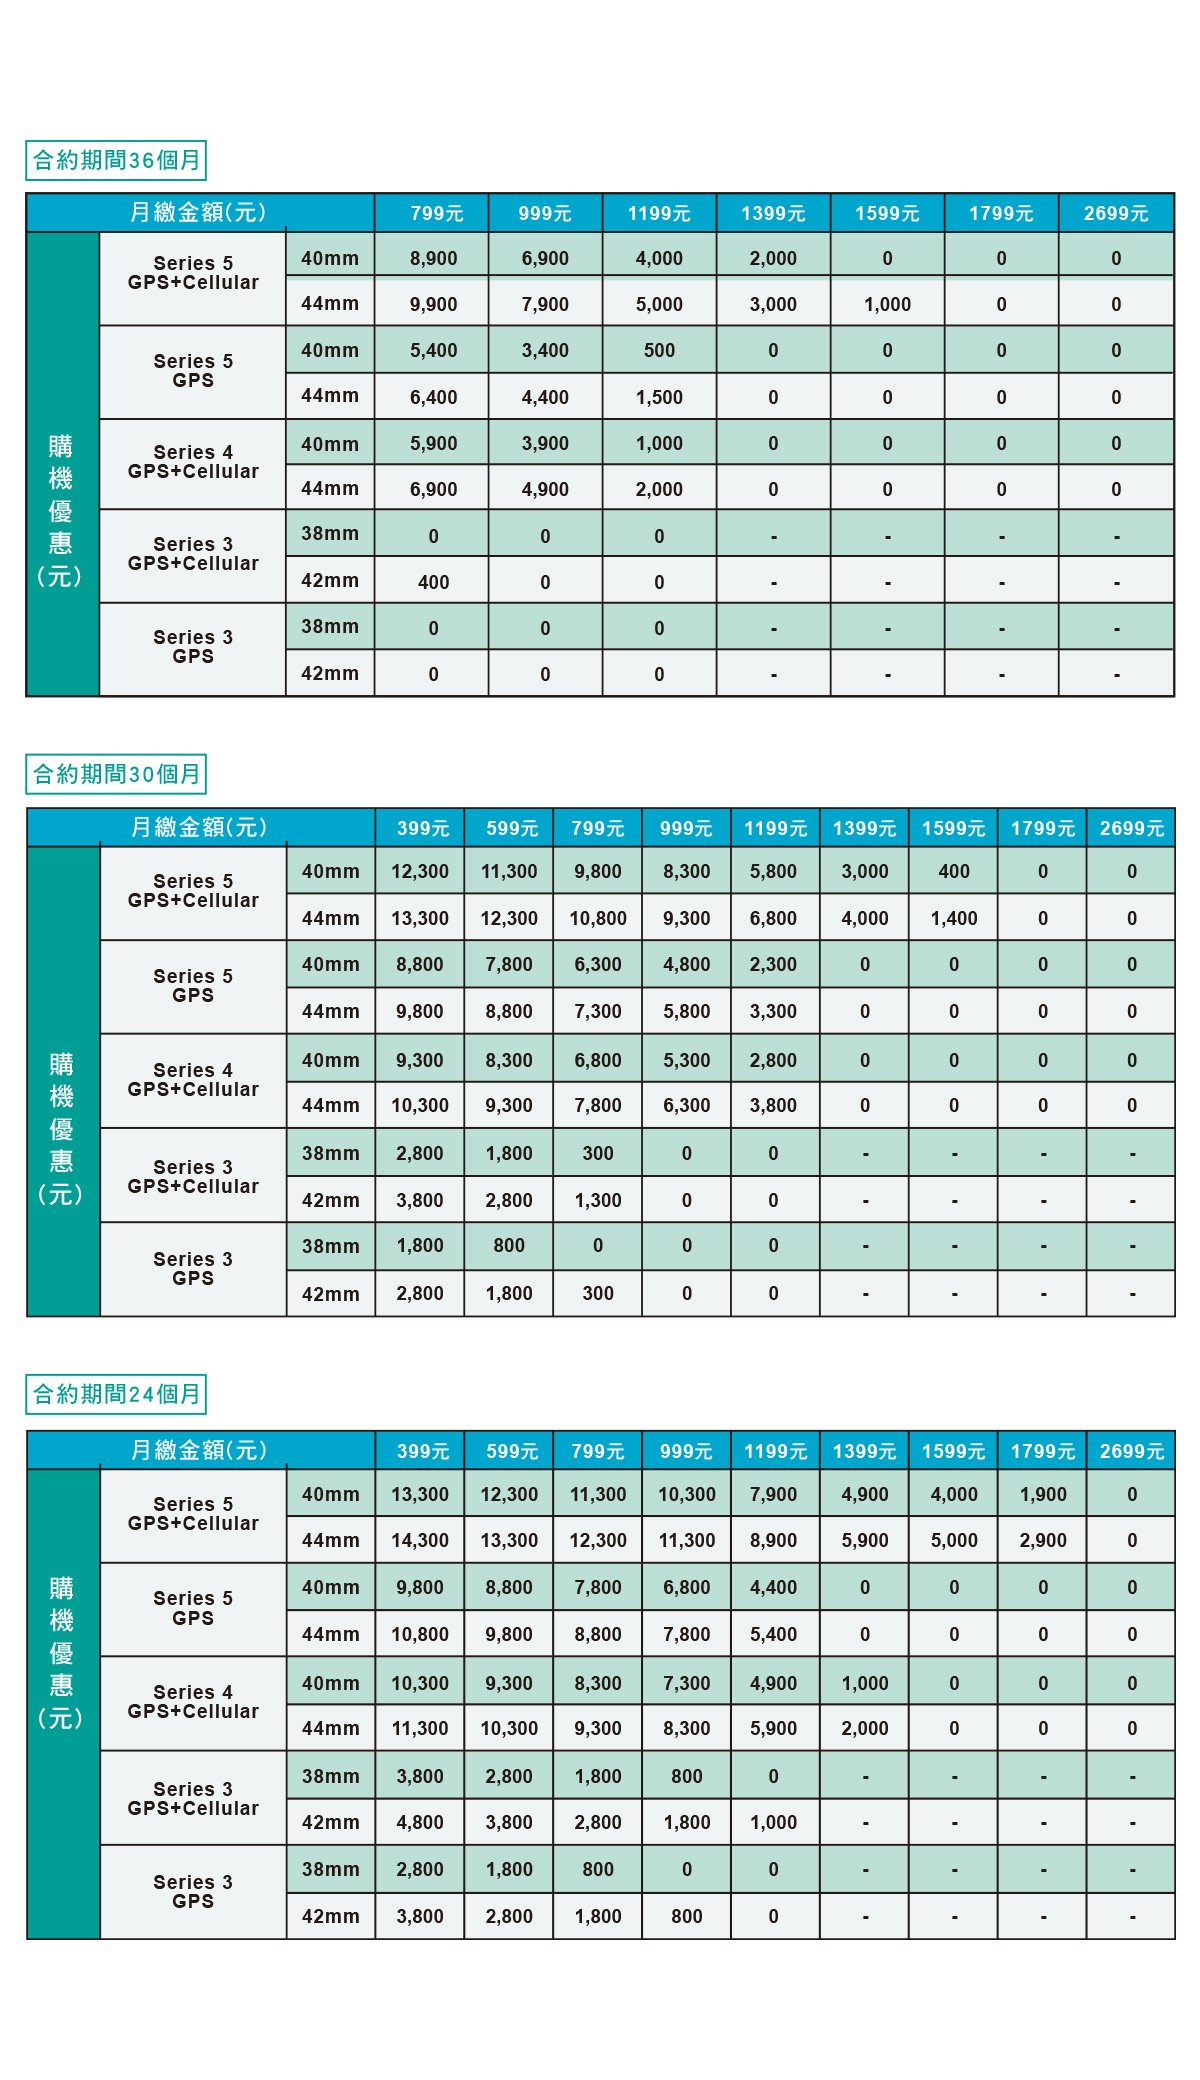 合約期間36個月
月繳金額(元) 799元 999元 1199元 1399元 1599元 1799元 2699元
購機優惠(元)
Series 5
GPS+Cellular
40mm 8,900 6,900 4,000 2,000 0 0 0
44mm 9,900 7,900 5,000 3,000 1,000 0 0
Series 5
GPS
40mm 5,400 3,400 500 0 0 0 0
44mm 6,400 4,400 1,500 0 0 0 0
Series 4
GPS+Cellular
40mm 5,900 3,900 1,000 0 0 0 0
44mm 6,900 4,900 2,000 0 0 0 0
Series 3
GPS+Cellular
38mm 0 0 0 - - - -
42mm 400 0 0 - - - -
Series 3
GPS
38mm 0 0 0 - - - -
42mm 0 0 0 - - - -
合約期間30個月
月繳金額(元) 399元 599元 799元 999元 1199元 1399元 1599元 1799元 2699元
購機優惠(元)
Series 5
GPS+Cellular
40mm 12,300 11,300 9,800 8,300 5,800 3,000 400 0 0
44mm 13,300 12,300 10,800 9,300 6,800 4,000 1,400 0 0
Series 5
GPS
40mm 8,800 7,800 6,300 4,800 2,300 0 0 0 0
44mm 9,800 8,800 7,300 5,800 3,300 0 0 0 0
Series 4
GPS+Cellular
40mm 9,300 8,300 6,800 5,300 2,800 0 0 0 0
44mm 10,300 9,300 7,800 6,300 3,800 0 0 0 0
Series 3
GPS+Cellular
38mm 2,800 1,800 300 0 0 - - - -
42mm 3,800 2,800 1,300 0 0 - - - -
Series 3
GPS
38mm 1,800 800 0 0 0 - - - -
42mm 2,800 1,800 300 0 0 - - - -
合約期間24個月
月繳金額(元) 399元 599元 799元 999元 1199元 1399元 1599元 1799元 2699元
購機優惠(元)
Series 5
GPS+Cellular
40mm 13,300 12,300 11,300 10,300 7,900 4,900 4,000 1,900 0
44mm 14,300 13,300 12,300 11,300 8,900 5,900 5,000 2,900 0
Series 5
GPS
40mm 9,800 8,800 7,800 6,800 4,400 0 0 0 0
44mm 10,800 9,800 8,800 7,800 5,400 0 0 0 0
Series 4
GPS+Cellular
40mm 10,300 9,300 8,300 7,300 4,900 1,000 0 0 0
44mm 11,300 10,300 9,300 8,300 5,900 2,000 0 0 0
Series 3
GPS+Cellular
38mm 3,800 2,800 1,800 800 0 - - - -
42mm 4,800 3,800 2,800 1,800 1,000 - - - -
Series 3
GPS
38mm 2,800 1,800 800 0 0 - - - -
42mm 3,800 2,800 1,800 800 0 - - - -